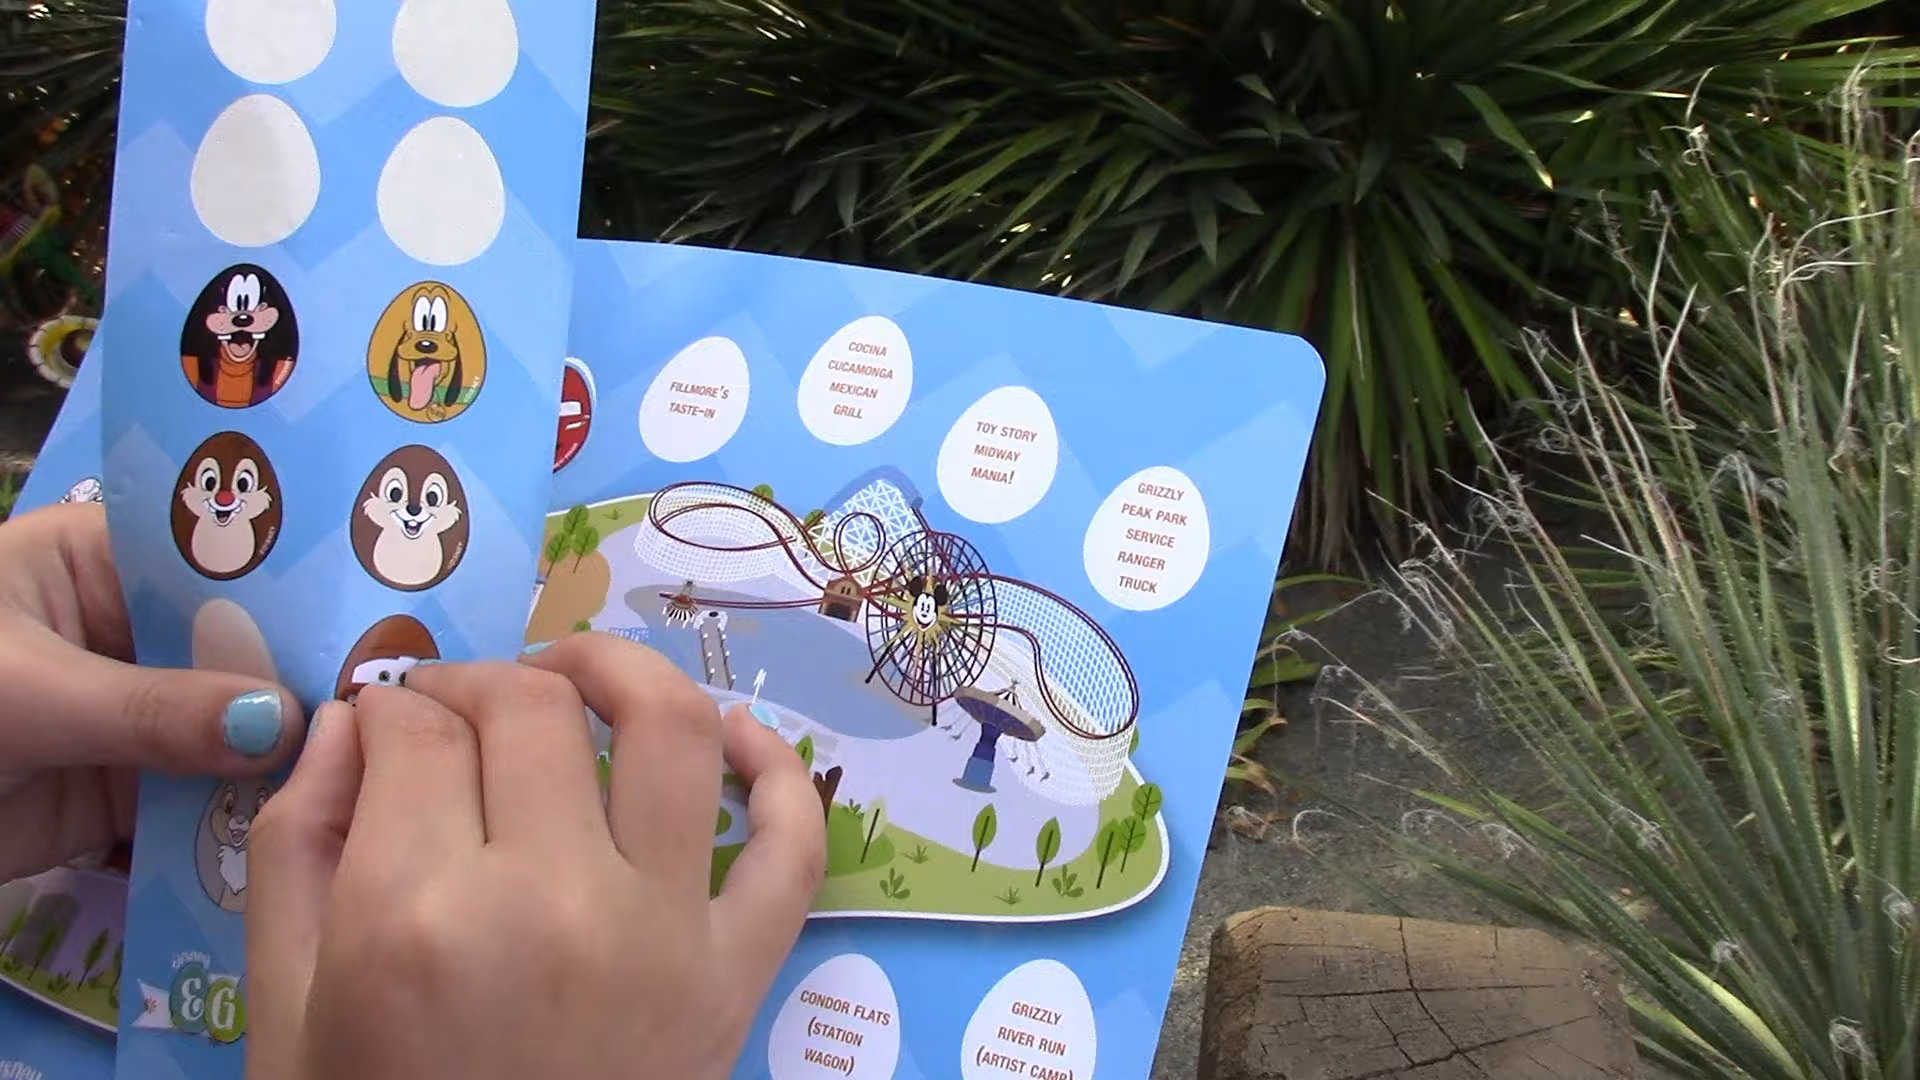 FILLMORE'S
TASTE-IN
COCINA
CUCAMONGA
MEXICAN
GRILL
TOY STORY
MIDWAY
MANIA!
GRIZZLY
PEAK PARK
SERVICE
RANGER
TRUCK
E G
CONDOR FLATS
(STATION
WAGON)
GRIZZLY
RIVER RUN
(ARTIST CAMP)